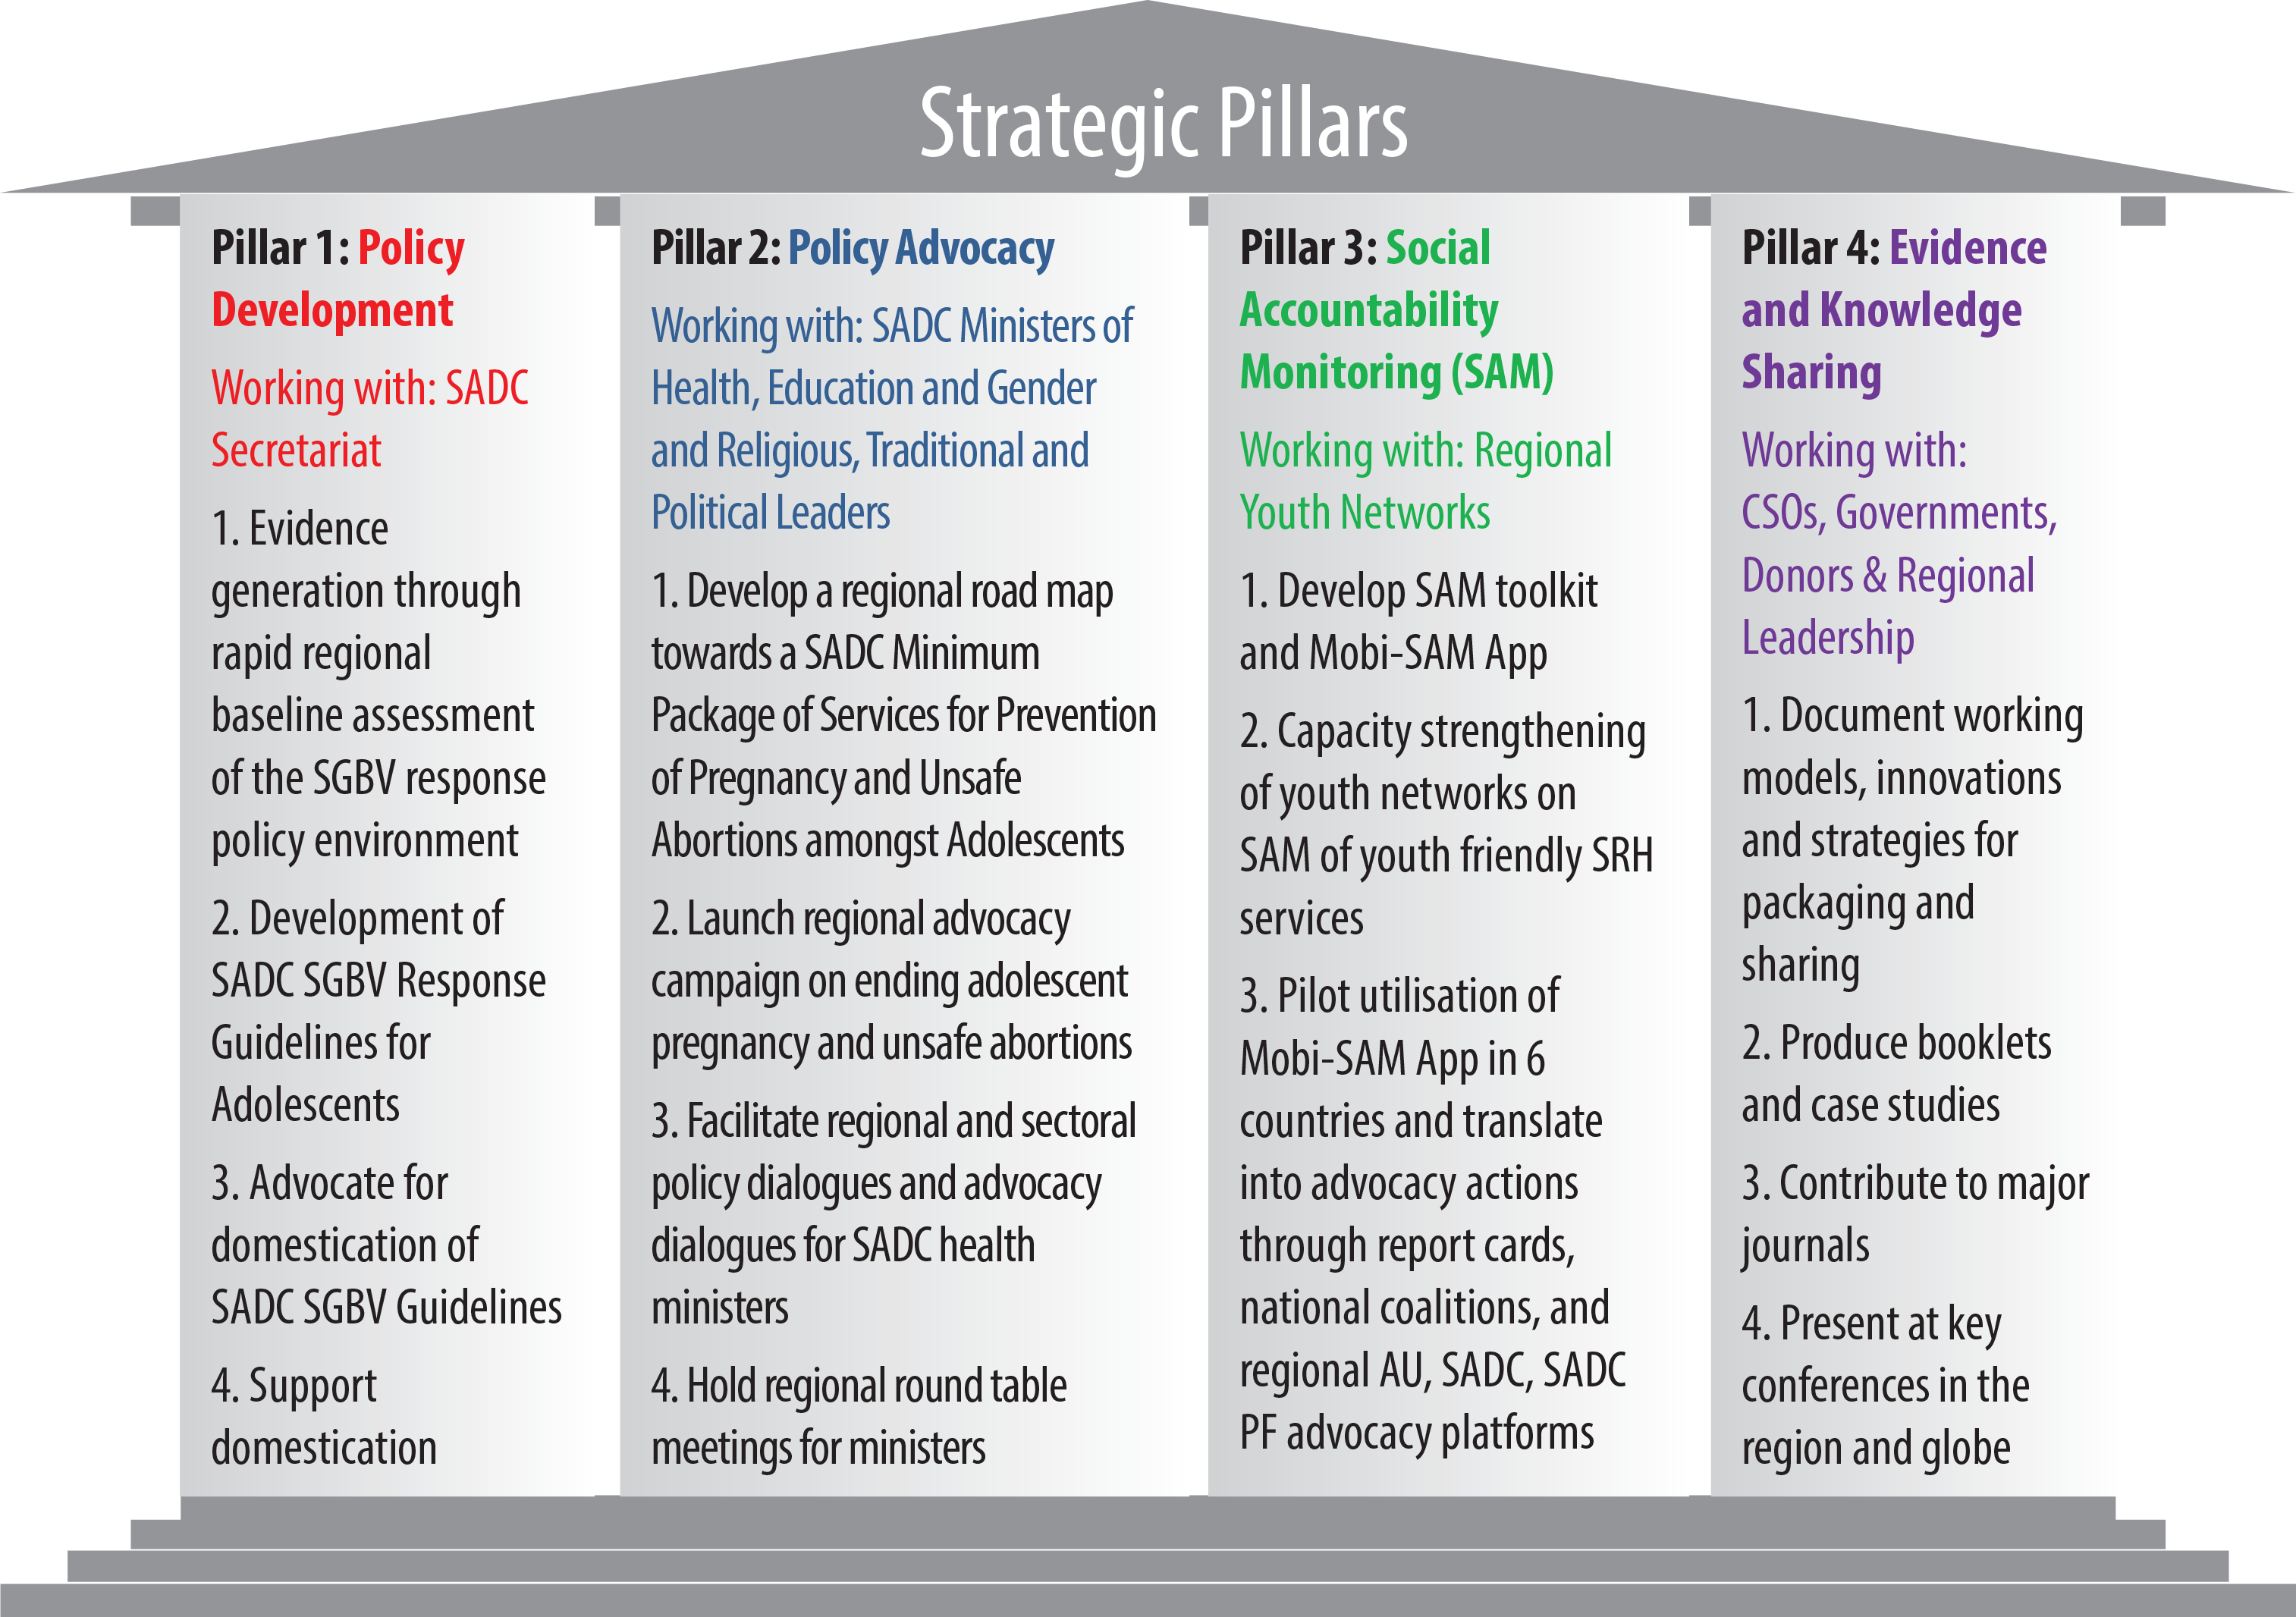 Strategic Pillars
Pillar 1: Policy
Development
Working with: SADC
Secretariat
1. Evidence
generation through
rapid regional
baseline assessment
of the SGBV response
policy environment
2. Development of
SADC SGBV Response
Guidelines for
Adolescents
3. Advocate for
domestication of
SADC SGBV Guidelines
4. Support
domestication
Pillar 2: Policy Advocacy
Working with: SADC Ministers of
Health, Education and Gender
and Religious, Traditional and
Political Leaders
1. Develop a regional road map
towards a SADC Minimum
Package of Services for Prevention
of Pregnancy and Unsafe
Abortions amongst Adolescents
2. Launch regional advocacy
campaign on ending adolescent
pregnancy and unsafe abortions
3. Facilitate regional and sectoral
policy dialogues and advocacy
dialogues for SADC health
ministers
4. Hold regional round table
meetings for ministers
Pillar 3: Social
Accountability
Monitoring (SAM)
Working with: Regional
Youth Networks
1. Develop SAM toolkit
and Mobi-SAM App
2. Capacity strengthening
of youth networks on
SAM of youth friendly SRH
services
3. Pilot utilisation of
Mobi-SAM App in 6
countries and translate
into advocacy actions
through report cards,
national coalitions, and
regional AU, SADC, SADC
PF advocacy platforms
Pillar 4: Evidence
and Knowledge
Sharing
Working with:
CSOs, Governments,
Donors & Regional
Leadership
1. Document working
models, innovations
and strategies for
packaging and
sharing
2. Produce booklets
and case studies
3. Contribute to major
journals
4. Present at key
conferences in the
region and globe